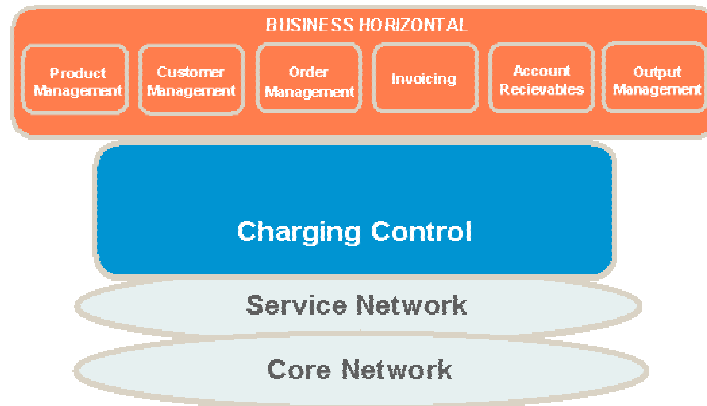 BUSINESS HORIZONTAL
Product
Management
Customer
Management
Order
Management
Invoicing
Account
Recievables
Output
Management
Charging Control
Service Network
Core Network